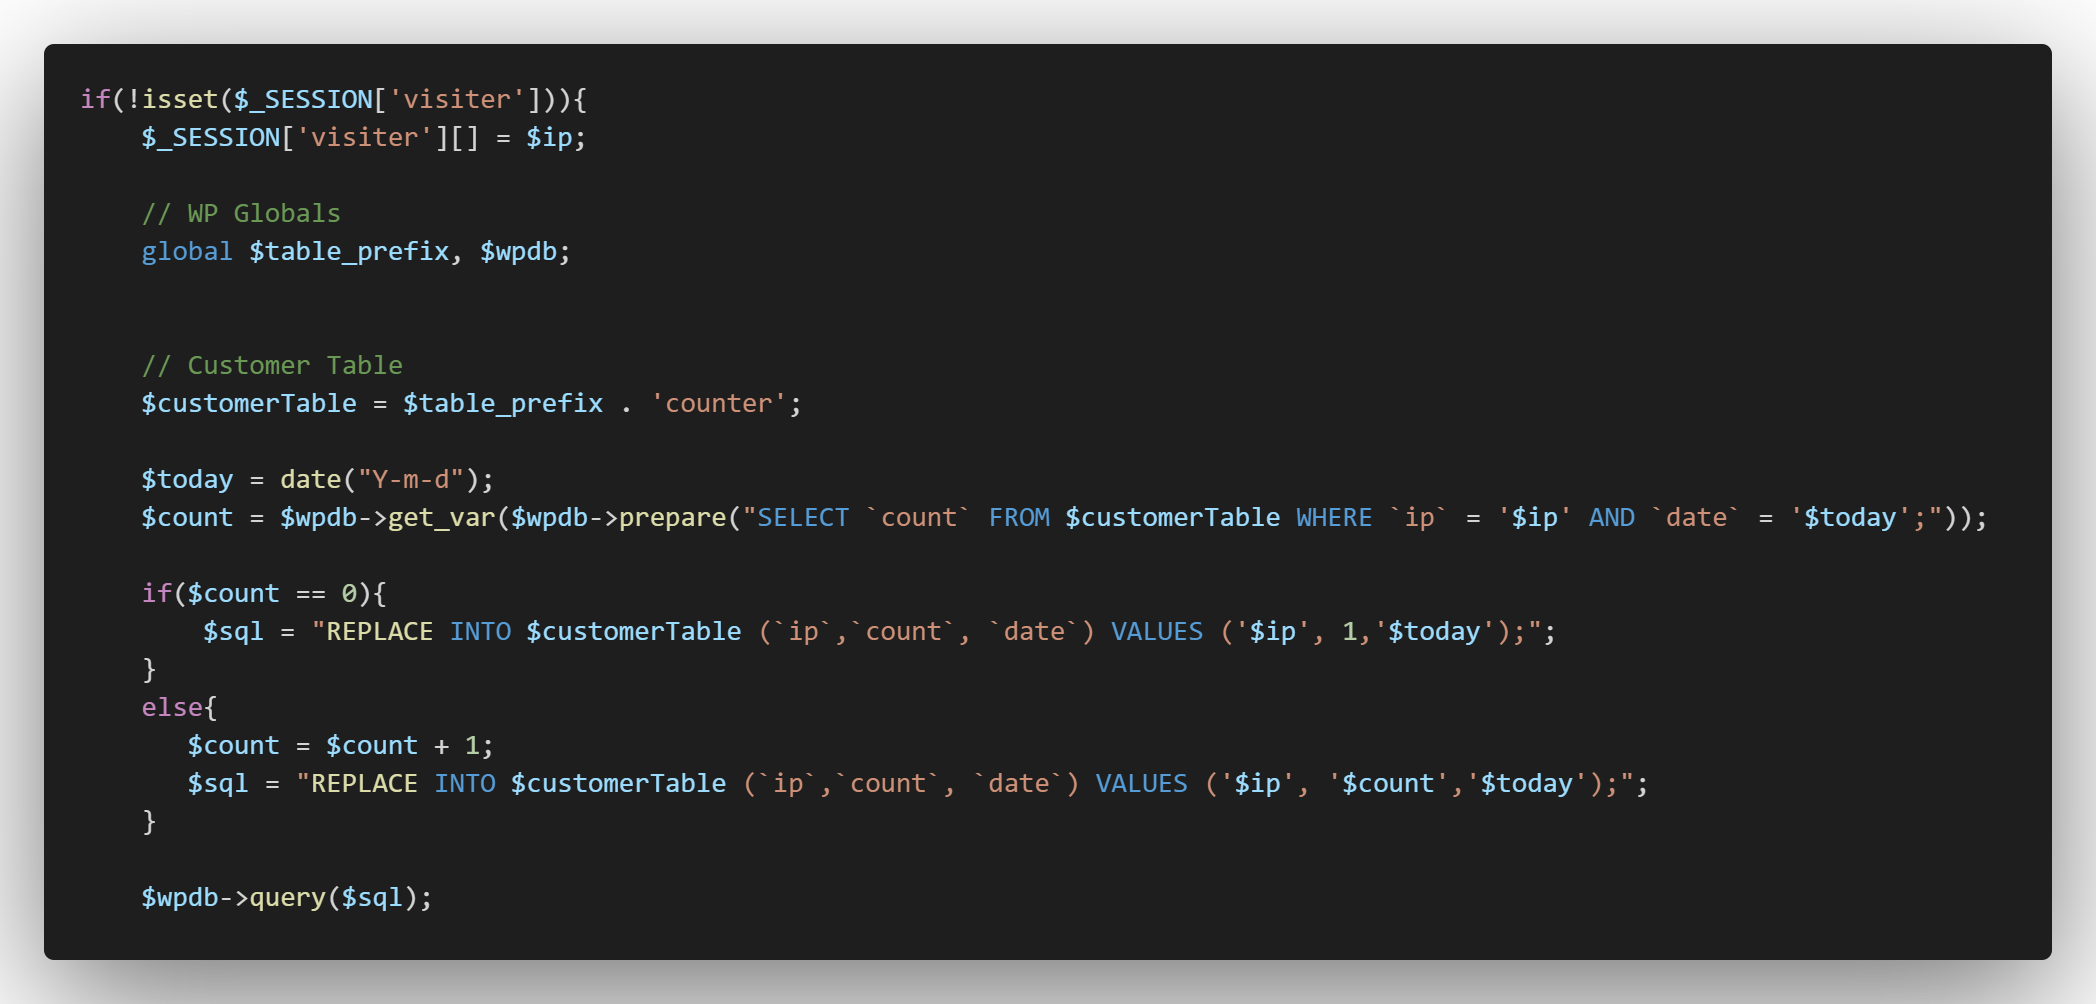 if(!isset($_SESSION['visiter'])){
    $_SESSION['visiter'][] = $ip;

    // WP Globals
    global $table_prefix, $wpdb;


    // Customer Table
    $customerTable = $table_prefix . 'counter';

    $today = date("Y-m-d");
    $count = $wpdb->get_var($wpdb->prepare("SELECT `count` FROM $customerTable WHERE `ip` = '$ip' AND `date` = '$today';"));

    if($count == 0){
        $sql = "REPLACE INTO $customerTable (`ip`,`count`, `date`) VALUES ('$ip', 1,'$today');";
    }
    else{
       $count = $count + 1;
       $sql = "REPLACE INTO $customerTable (`ip`,`count`, `date`) VALUES ('$ip', '$count','$today');";
    }

    $wpdb->query($sql);